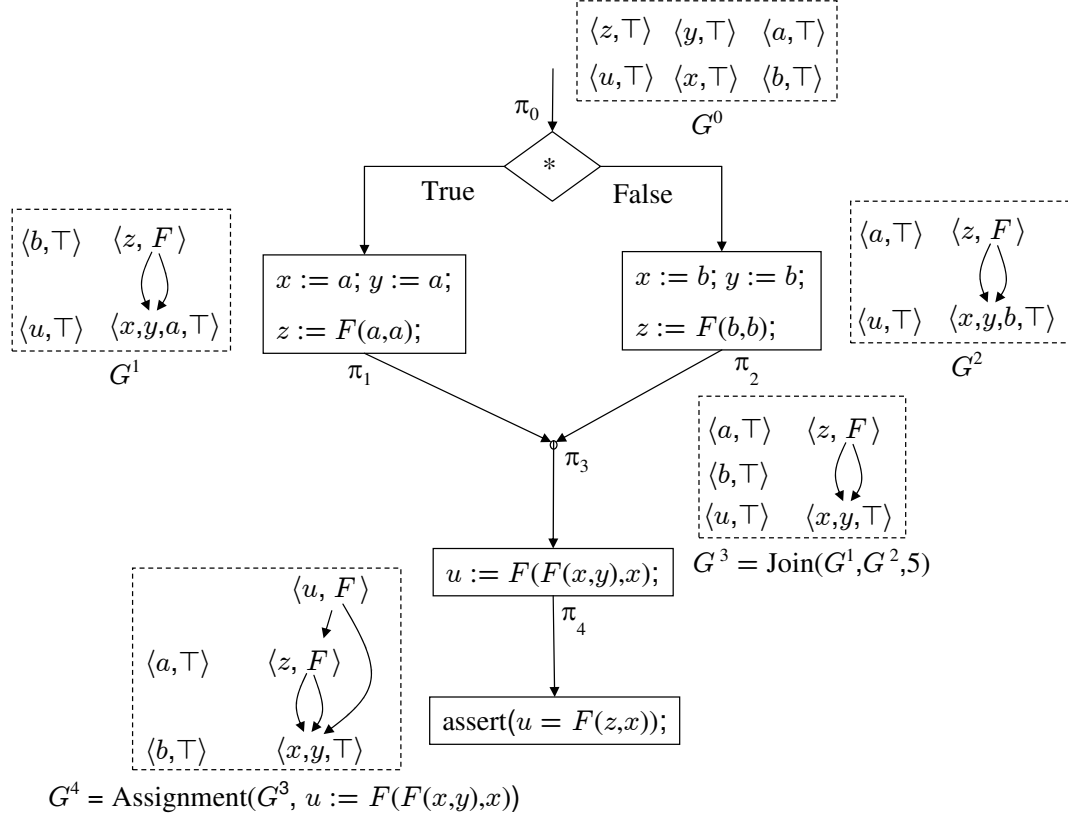 ⟨z,⊤⟩ ⟨y,⊤⟩ ⟨a,⊤⟩
⟨u,⊤⟩ ⟨x,⊤⟩ ⟨b,⊤⟩
G⁰
π₀
*
True
False
⟨b,⊤⟩ ⟨z, F⟩
⟨u,⊤⟩ ⟨x,y,a,⊤⟩
G¹
x := a; y := a;
z := F(a,a);
π₁
x := b; y := b;
z := F(b,b);
π₂
⟨a,⊤⟩ ⟨z, F⟩
⟨u,⊤⟩ ⟨x,y,b,⊤⟩
G²
π₃
⟨a,⊤⟩ ⟨z, F⟩
⟨b,⊤⟩
⟨u,⊤⟩ ⟨x,y,⊤⟩
G³ = Join(G¹,G²,5)
u := F(F(x,y),x);
π₄
⟨u, F⟩
⟨a,⊤⟩ ⟨z, F⟩
⟨b,⊤⟩ ⟨x,y,⊤⟩
assert(u = F(z,x));
G⁴ = Assignment(G³, u := F(F(x,y),x))